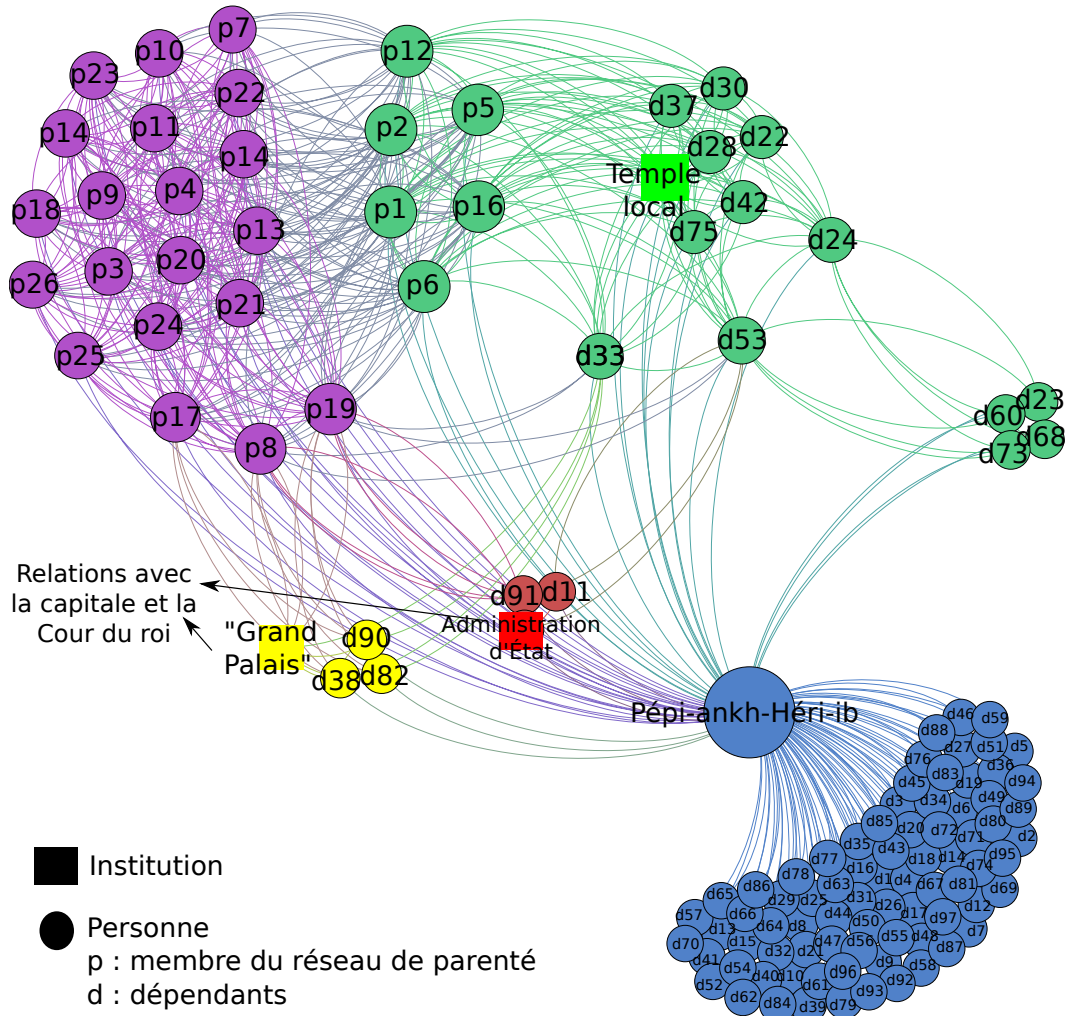 p7
p12
p10
p23
p22
p5
d30
d37
p14
p11
p2
d22
p14
d28
Temple
local
p9
p4
p18
p1
p16
d42
p13
d75
d24
p3
p20
p26
p6
p21
p24
p25
d33
d53
p17
p19
p8
d23
d60
d68
d73
Relations avec
la capitale et la
Cour du roi
d91
d11
Administration
d'État
"Grand
Palais"
d90
d38
d82
Pépi-ankh-Héri-ib
d46
d59
d88
d27
d51
d5
d76
d83
d36
d45
d19
d94
d3
d34
d6
d49
d89
d85
d20
d72
d71
d80
d2
d35
d43
d18
d14
d74
d95
d77
d16
d1
d4
d67
d81
d69
d78
d63
d86
d29
d25
d31
d26
d17
d97
d12
d65
d66
d64
d8
d44
d50
d55
d48
d7
d57
d13
d15
d32
d21
d47
d56
d87
d70
d41
d54
d40
d10
d96
d9
d58
d52
d62
d61
d92
d84
d39
d79
d93
Institution
Personne
p : membre du réseau de parenté
d : dépendants